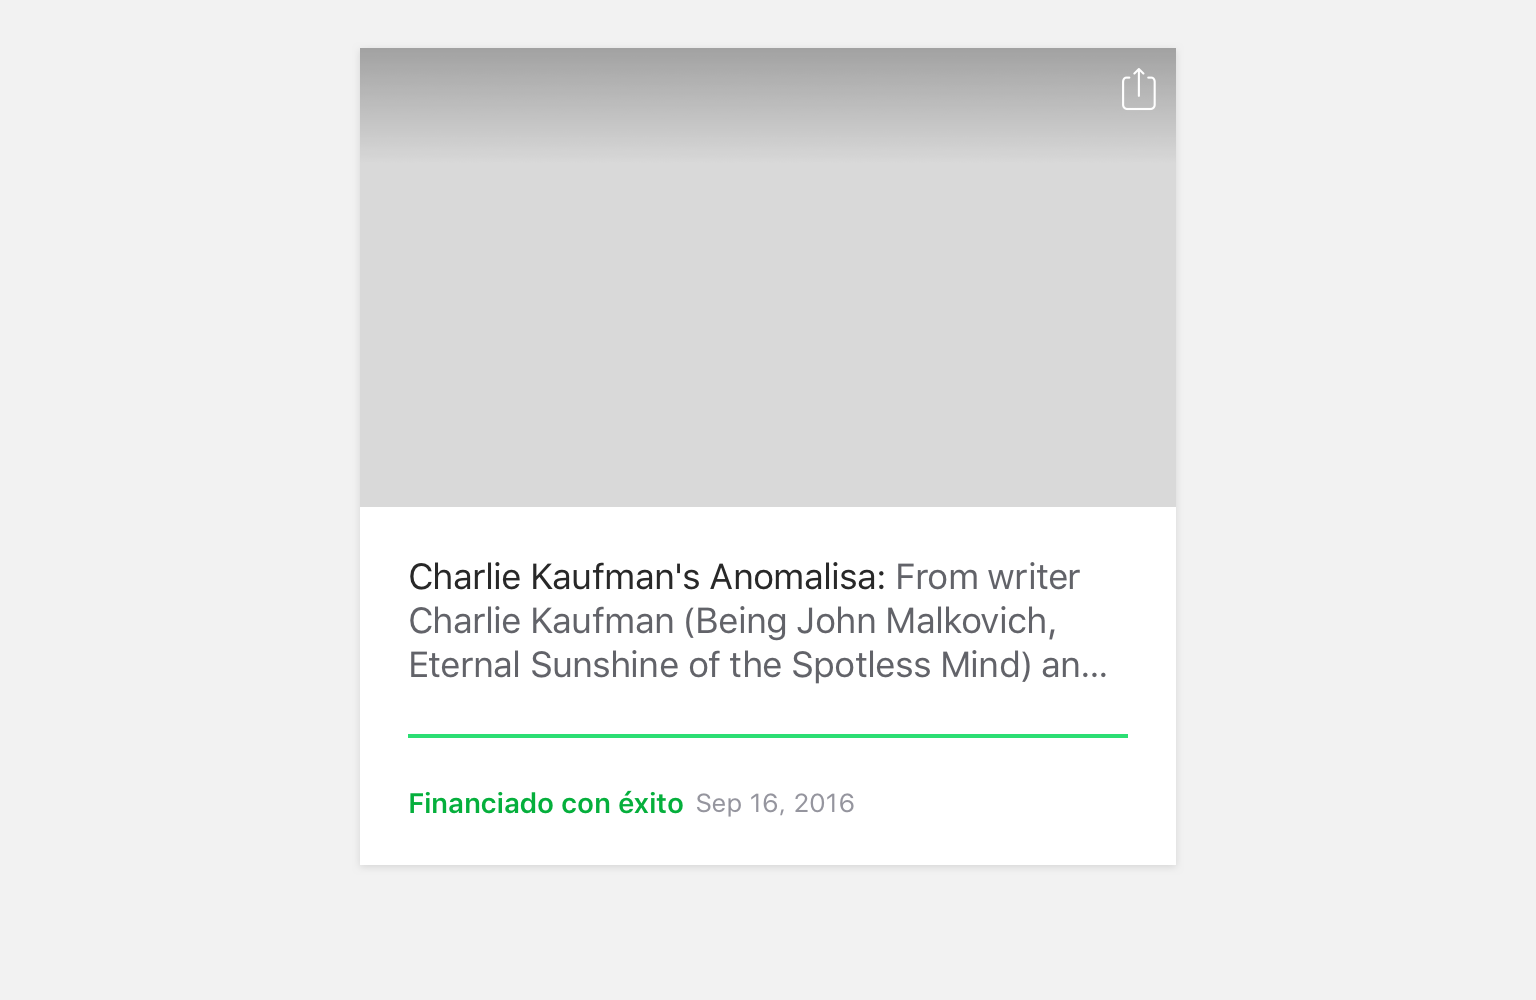 Charlie Kaufman's Anomalisa: From writer
Charlie Kaufman (Being John Malkovich,
Eternal Sunshine of the Spotless Mind) an...
Financiado con éxito Sep 16, 2016